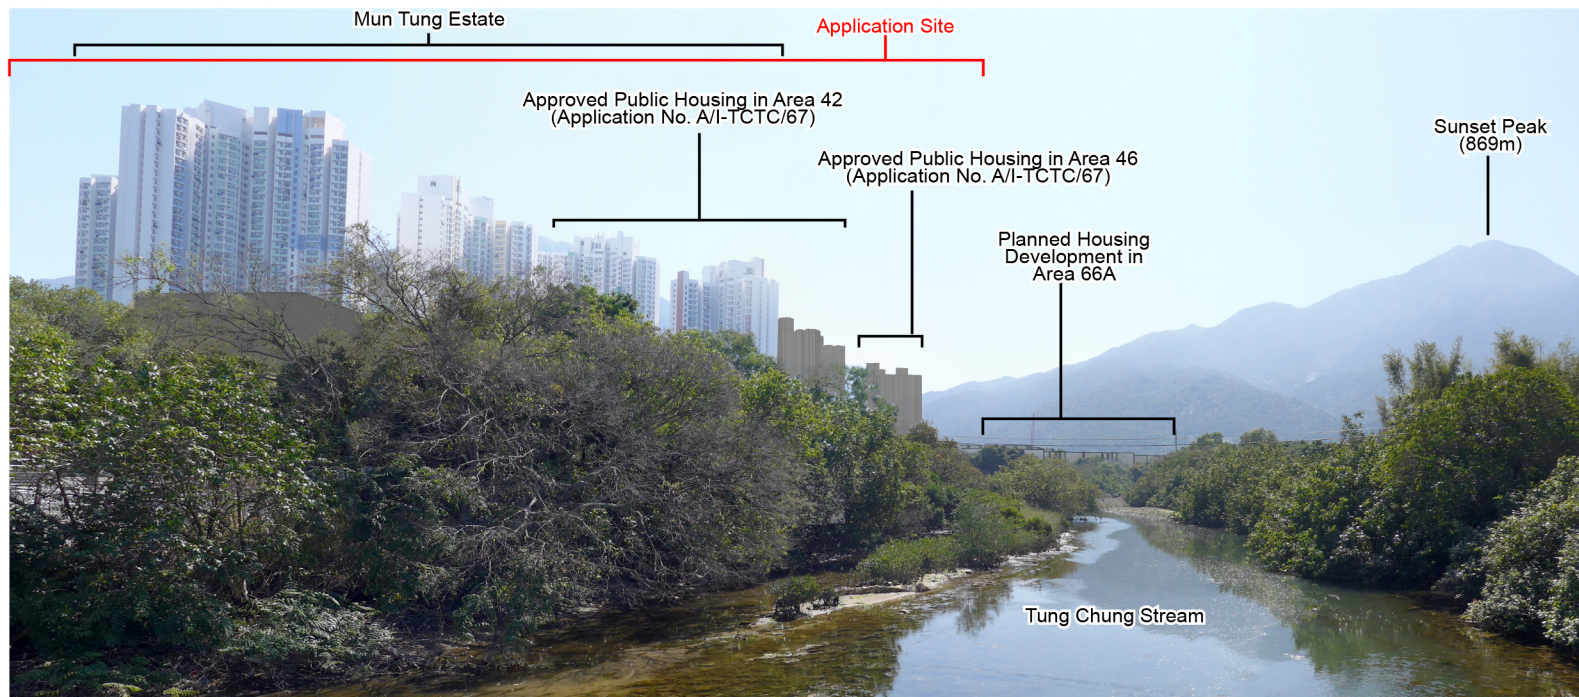 Mun Tung Estate
Application Site
Approved Public Housing in Area 42
(Application No. A/I-TCTC/67)
Approved Public Housing in Area 46
(Application No. A/I-TCTC/67)
Sunset Peak
(869m)
Planned Housing
Development in
Area 66A
Tung Chung Stream